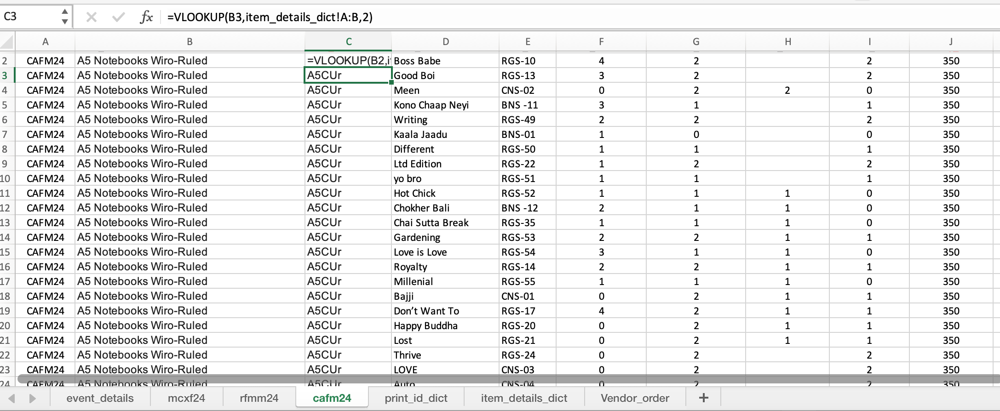 C3 fx =VLOOKUP(B3,item_details_dict!A:B,2)
A B C D E F G H I J
2 CAFM24 A5 Notebooks Wiro-Ruled =VLOOKUP(B2,i Boss Babe RGS-10 4 2 2 350
3 CAFM24 A5 Notebooks Wiro-Ruled A5CUr Good Boi RGS-13 3 2 2 350
4 CAFM24 A5 Notebooks Wiro-Ruled A5CUr Meen CNS-02 0 2 2 0 350
5 CAFM24 A5 Notebooks Wiro-Ruled A5CUr Kono Chaap Neyi BNS -11 3 1 1 350
6 CAFM24 A5 Notebooks Wiro-Ruled A5CUr Writing RGS-49 2 2 2 350
7 CAFM24 A5 Notebooks Wiro-Ruled A5CUr Kaala Jaadu BNS-01 1 0 0 350
8 CAFM24 A5 Notebooks Wiro-Ruled A5CUr Different RGS-50 1 1 1 350
9 CAFM24 A5 Notebooks Wiro-Ruled A5CUr Ltd Edition RGS-22 1 2 2 350
10 CAFM24 A5 Notebooks Wiro-Ruled A5CUr yo bro RGS-51 1 1 1 350
11 CAFM24 A5 Notebooks Wiro-Ruled A5CUr Hot Chick RGS-52 1 1 1 0 350
12 CAFM24 A5 Notebooks Wiro-Ruled A5CUr Chokher Bali BNS -12 2 1 1 0 350
13 CAFM24 A5 Notebooks Wiro-Ruled A5CUr Chai Sutta Break RGS-35 1 1 1 0 350
14 CAFM24 A5 Notebooks Wiro-Ruled A5CUr Gardening RGS-53 2 2 1 1 350
15 CAFM24 A5 Notebooks Wiro-Ruled A5CUr Love is Love RGS-54 3 1 1 0 350
16 CAFM24 A5 Notebooks Wiro-Ruled A5CUr Royalty RGS-14 2 2 1 1 350
17 CAFM24 A5 Notebooks Wiro-Ruled A5CUr Millenial RGS-55 1 1 1 0 350
18 CAFM24 A5 Notebooks Wiro-Ruled A5CUr Bajji CNS-01 0 2 1 1 350
19 CAFM24 A5 Notebooks Wiro-Ruled A5CUr Don’t Want To RGS-17 4 2 1 1 350
20 CAFM24 A5 Notebooks Wiro-Ruled A5CUr Happy Buddha RGS-20 0 2 1 1 350
21 CAFM24 A5 Notebooks Wiro-Ruled A5CUr Lost RGS-21 0 2 1 1 350
22 CAFM24 A5 Notebooks Wiro-Ruled A5CUr Thrive RGS-24 0 2 2 350
23 CAFM24 A5 Notebooks Wiro-Ruled A5CUr LOVE CNS-03 0 2 2 350
24 CAFM24 A5 Notebooks Wiro-Ruled A5CUr Auto CNS-04 0 2 2 350
event_details mcxf24 rfmm24 cafm24 print_id_dict item_details_dict Vendor_order +